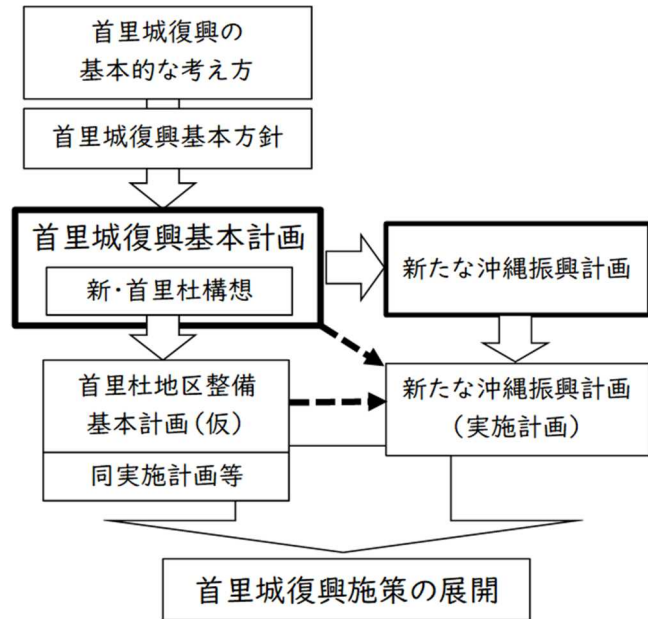 首里城復興の
基本的な考え方
首里城復興基本方針
首里城復興基本計画
新・首里杜構想
新たな沖縄振興計画
首里杜地区整備
基本計画(仮)
同実施計画等
新たな沖縄振興計画
(実施計画)
首里城復興施策の展開